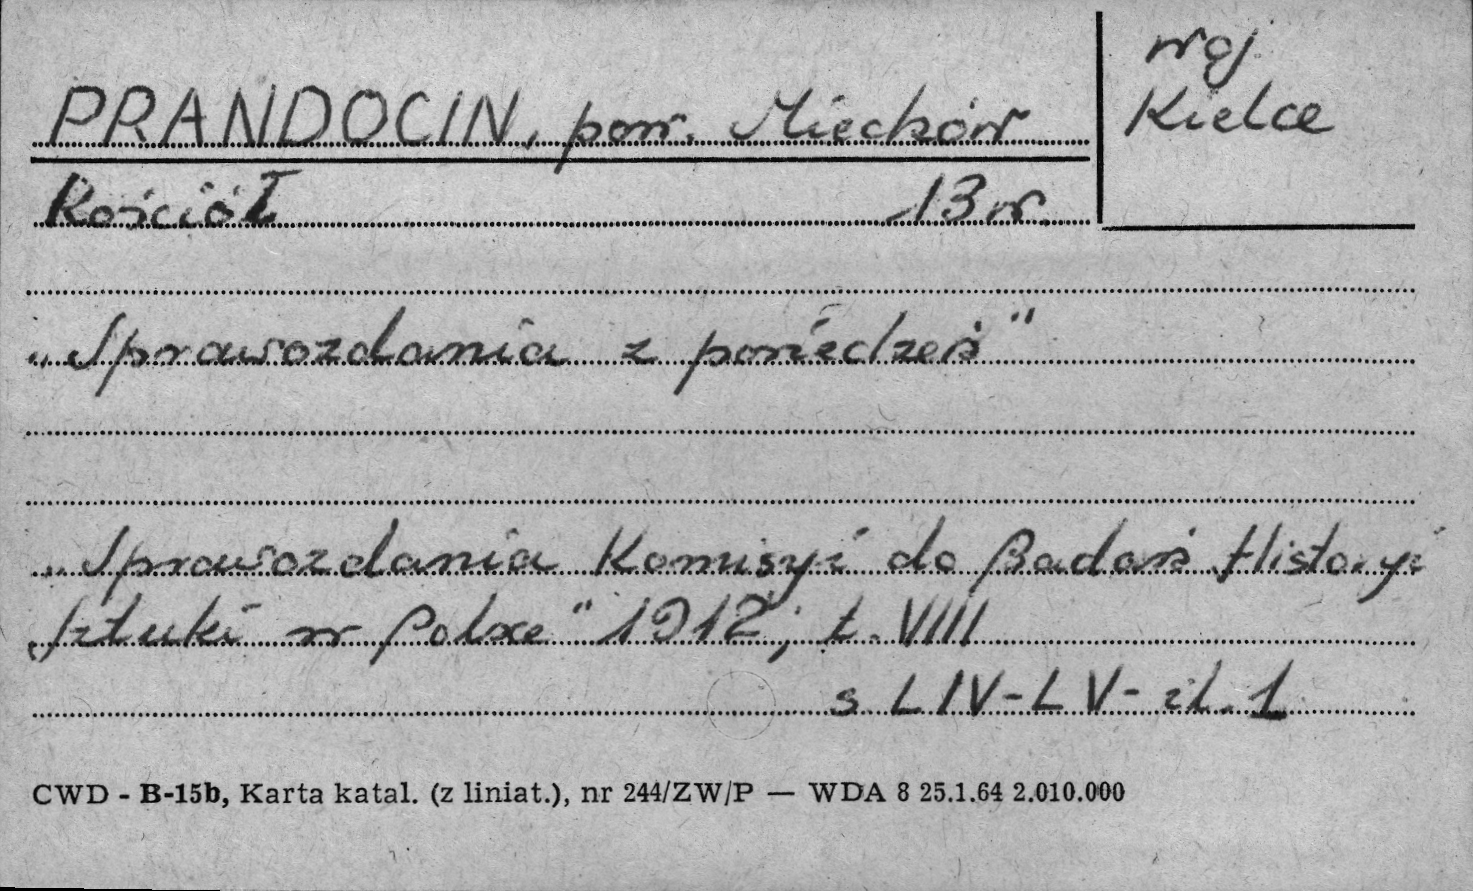 PRANDOCIN, pow. Miechów
woj.
Kielce
Kościół 13 w.
„Sprawozdania z posiedzeń"
„Sprawozdania Komisyi do Badań Historyi
Sztuki w Polsce" 1912, t. VIII
s. LIV-LV- il. 1
CWD - B-15b, Karta katal. (z liniat.), nr 244/ZW/P — WDA 8 25.1.64 2.010.000